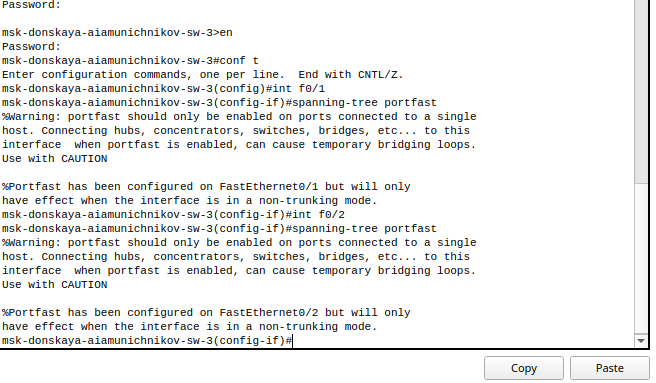 Password:

msk-donskaya-aiamunichnikov-sw-3>en
Password:
msk-donskaya-aiamunichnikov-sw-3#conf t
Enter configuration commands, one per line.  End with CNTL/Z.
msk-donskaya-aiamunichnikov-sw-3(config)#int f0/1
msk-donskaya-aiamunichnikov-sw-3(config-if)#spanning-tree portfast
%Warning: portfast should only be enabled on ports connected to a single
host. Connecting hubs, concentrators, switches, bridges, etc... to this
interface  when portfast is enabled, can cause temporary bridging loops.
Use with CAUTION

%Portfast has been configured on FastEthernet0/1 but will only
have effect when the interface is in a non-trunking mode.
msk-donskaya-aiamunichnikov-sw-3(config-if)#int f0/2
msk-donskaya-aiamunichnikov-sw-3(config-if)#spanning-tree portfast
%Warning: portfast should only be enabled on ports connected to a single
host. Connecting hubs, concentrators, switches, bridges, etc... to this
interface  when portfast is enabled, can cause temporary bridging loops.
Use with CAUTION

%Portfast has been configured on FastEthernet0/2 but will only
have effect when the interface is in a non-trunking mode.
msk-donskaya-aiamunichnikov-sw-3(config-if)#
Copy Paste